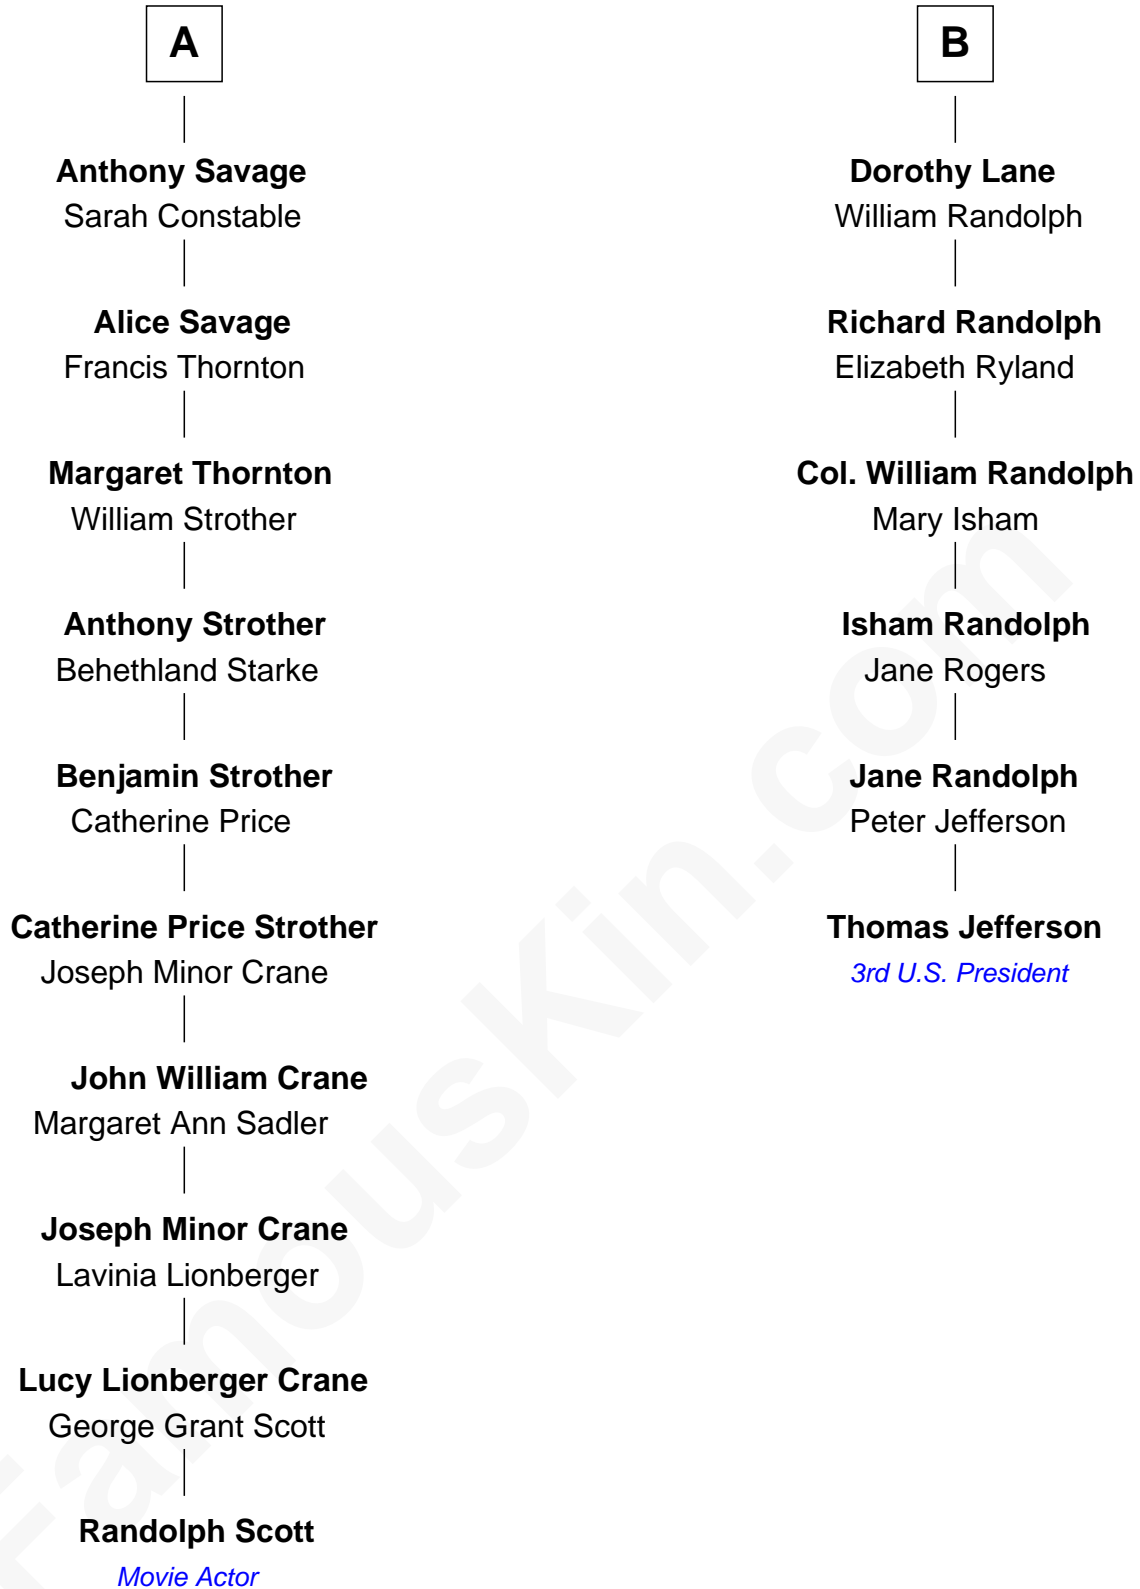 A
Anthony Savage
Sarah Constable
Alice Savage
Francis Thornton
Margaret Thornton
William Strother
Anthony Strother
Behethland Starke
Benjamin Strother
Catherine Price
Catherine Price Strother
Joseph Minor Crane
John William Crane
Margaret Ann Sadler
Joseph Minor Crane
Lavinia Lionberger
Lucy Lionberger Crane
George Grant Scott
Randolph Scott
Movie Actor
B
Dorothy Lane
William Randolph
Richard Randolph
Elizabeth Ryland
Col. William Randolph
Mary Isham
Isham Randolph
Jane Rogers
Jane Randolph
Peter Jefferson
Thomas Jefferson
3rd U.S. President
FamousKin.com